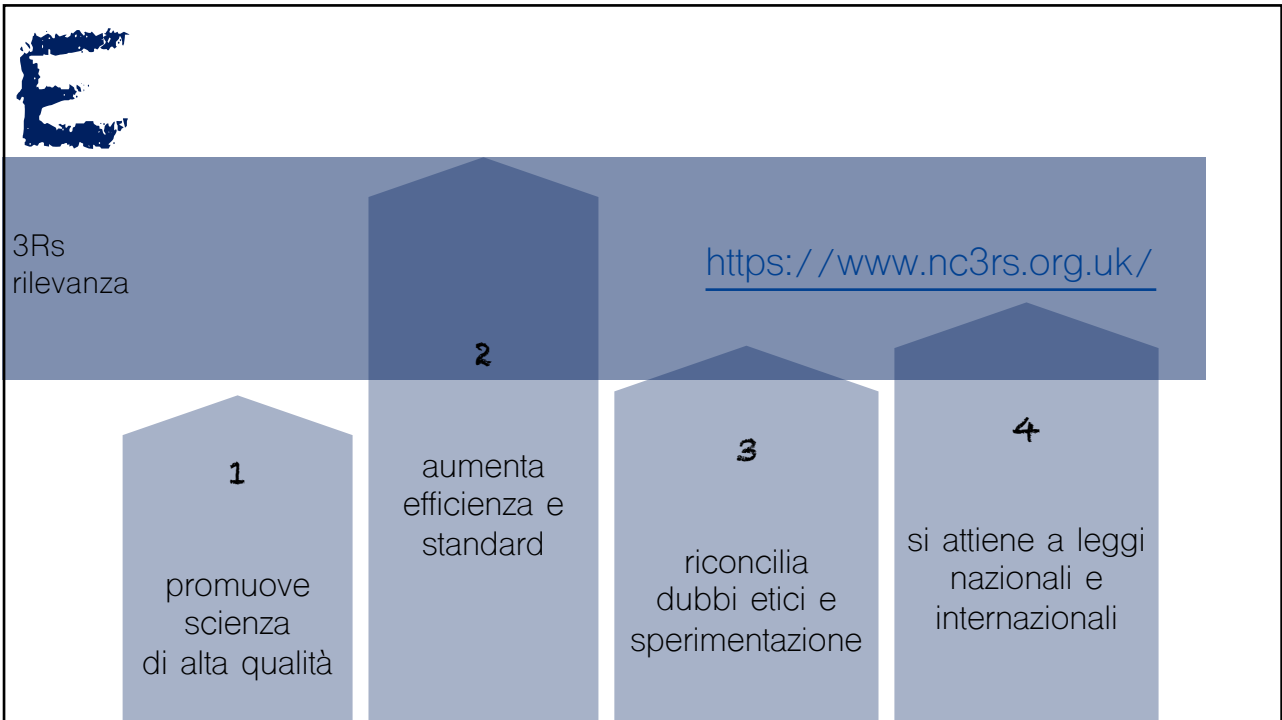 E
3Rs
rilevanza
https://www.nc3rs.org.uk/
1
promuove
scienza
di alta qualità
2
aumenta
efficienza e
standard
3
riconcilia
dubbi etici e
sperimentazione
4
si attiene a leggi
nazionali e
internazionali